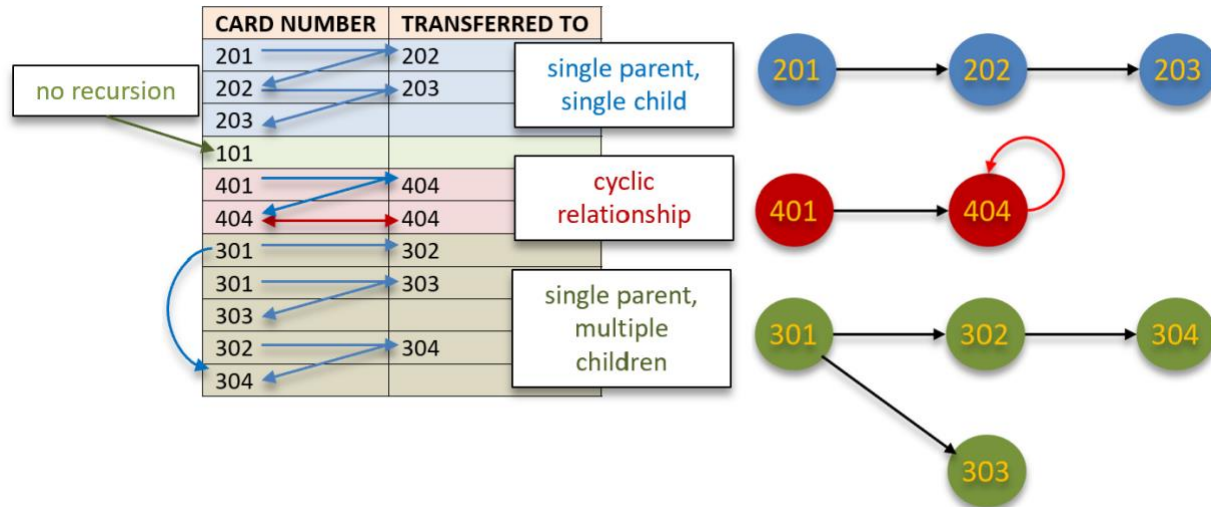 CARD NUMBER TRANSFERRED TO
201 202
202 203
203
101
401 404
404 404
301 302
301 303
303
302 304
304
no recursion
single parent,
single child
cyclic
relationship
single parent,
multiple
children
201 202 203
401 404
301 302 304
303